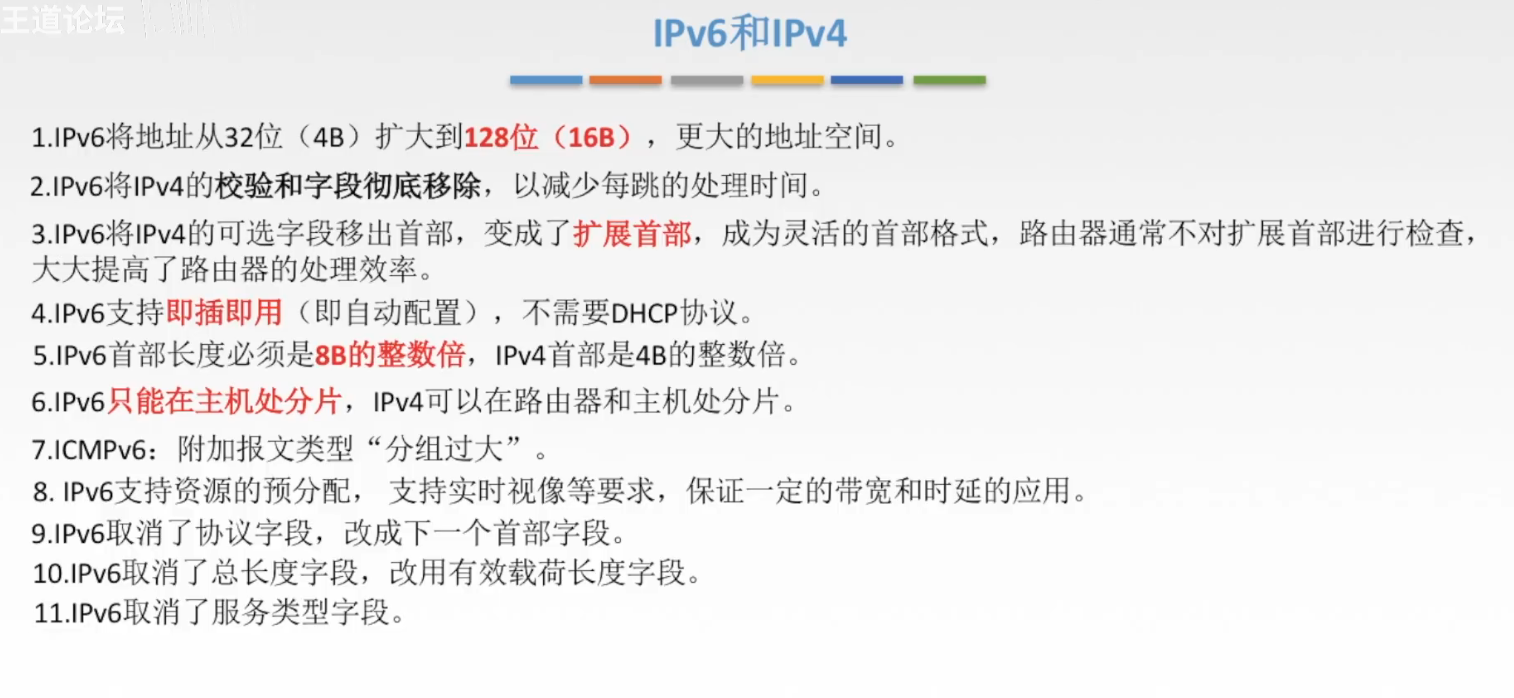 王道论坛
IPv6和IPv4
1.IPv6将地址从32位（4B）扩大到128位（16B），更大的地址空间。
2.IPv6将IPv4的校验和字段彻底移除，以减少每跳的处理时间。
3.IPv6将IPv4的可选字段移出首部，变成了扩展首部，成为灵活的首部格式，路由器通常不对扩展首部进行检查，
大大提高了路由器的处理效率。
4.IPv6支持即插即用（即自动配置），不需要DHCP协议。
5.IPv6首部长度必须是8B的整数倍，IPv4首部是4B的整数倍。
6.IPv6只能在主机处分片，IPv4可以在路由器和主机处分片。
7.ICMPv6：附加报文类型“分组过大”。
8. IPv6支持资源的预分配， 支持实时视像等要求，保证一定的带宽和时延的应用。
9.IPv6取消了协议字段，改成下一个首部字段。
10.IPv6取消了总长度字段，改用有效载荷长度字段。
11.IPv6取消了服务类型字段。